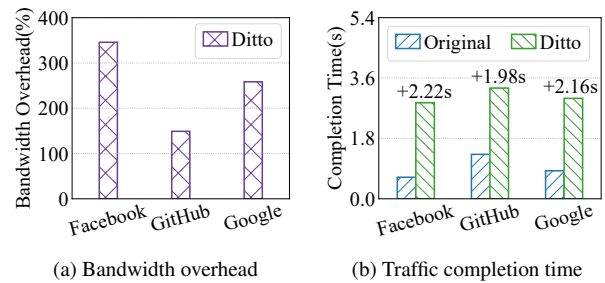 Bandwidth Overhead(%)
400
300
200
100
0
Ditto
Facebook
GitHub
Google
(a) Bandwidth overhead
Completion Time(s)
5.4
3.6
1.8
0.0
Original
Ditto
+2.22s
+1.98s
+2.16s
Facebook
GitHub
Google
(b) Traffic completion time